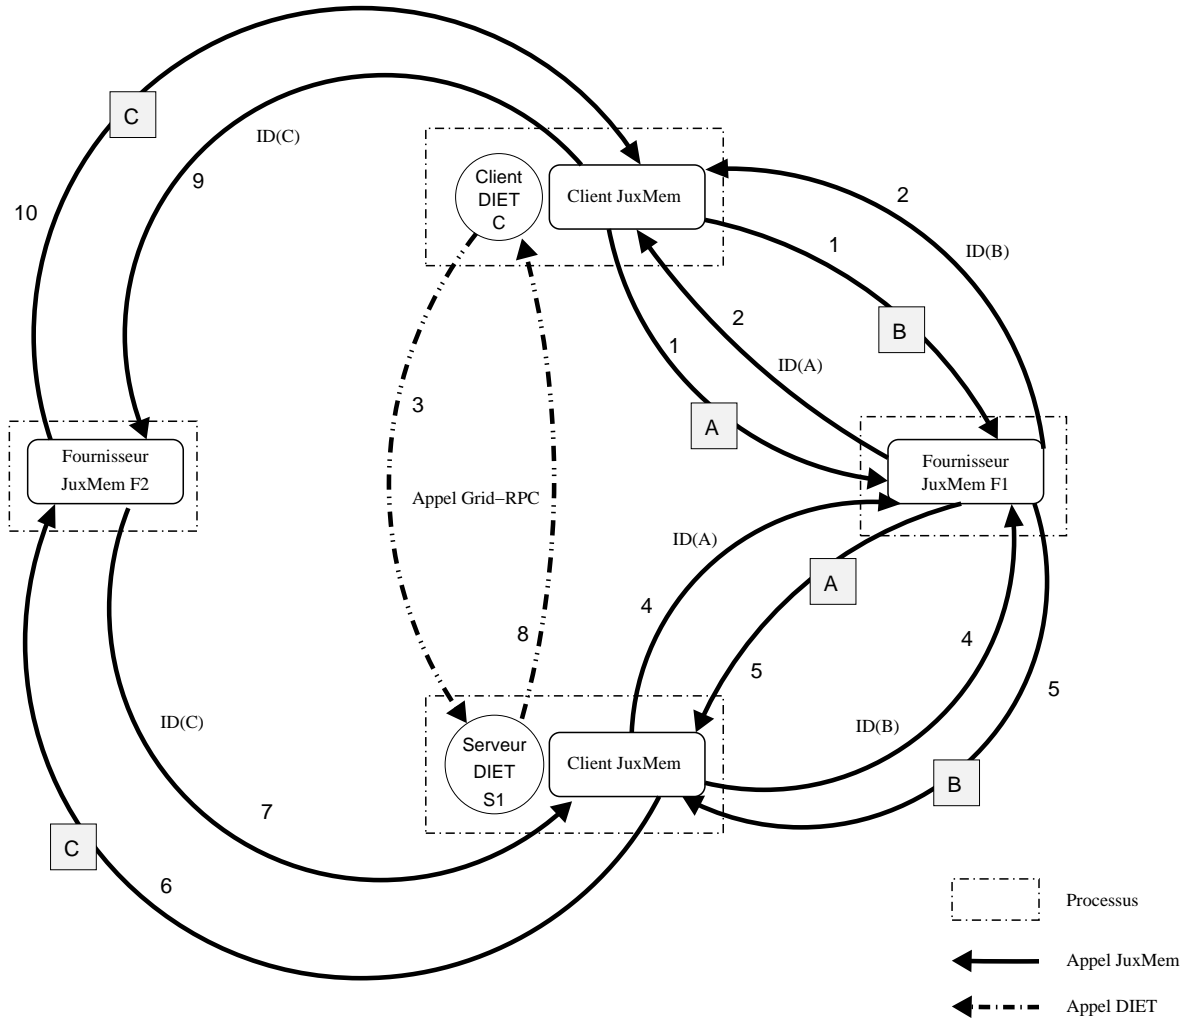 C
ID(C)
9
10
Client
DIET
C
Client JuxMem
2
ID(B)
1
B
2
1
ID(A)
3
A
Fournisseur
JuxMem F2
Fournisseur
JuxMem F1
Appel Grid–RPC
ID(A)
A
4
8
4
5
5
ID(C)
ID(B)
Serveur
DIET
S1
Client JuxMem
B
7
C
6
Processus
Appel JuxMem
Appel DIET